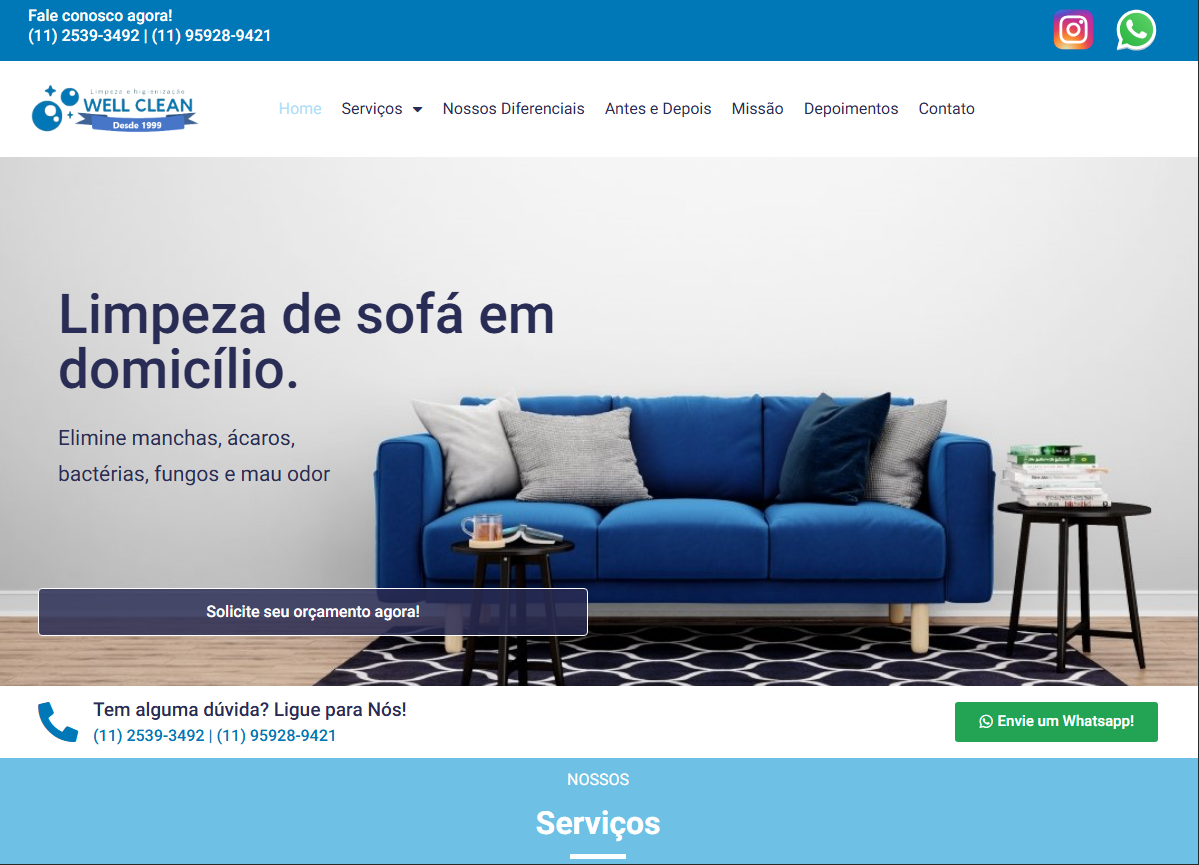 Fale conosco agora!
(11) 2539-3492 | (11) 95928-9421
Limpeza e higienização
WELL CLEAN
Desde 1999
Home Serviços Nossos Diferenciais Antes e Depois Missão Depoimentos Contato
Limpeza de sofá em
domicílio.
Elimine manchas, ácaros,
bactérias, fungos e mau odor
Solicite seu orçamento agora!
Tem alguma dúvida? Ligue para Nós!
(11) 2539-3492 | (11) 95928-9421
Envie um Whatsapp!
NOSSOS
Serviços